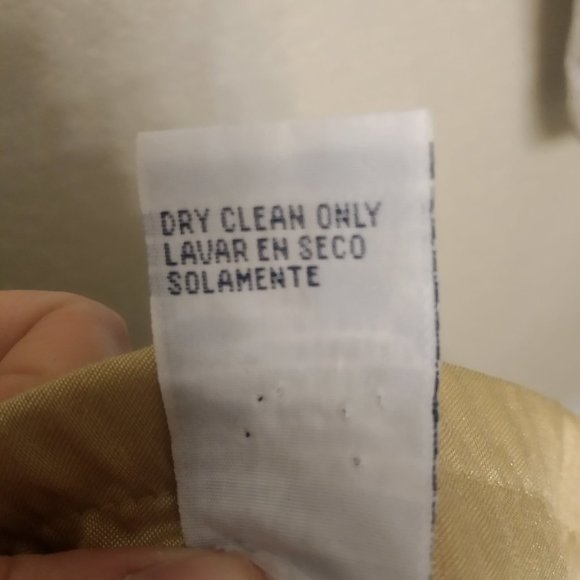 DRY CLEAN ONLY
LAVAR EN SECO
SOLAMENTE